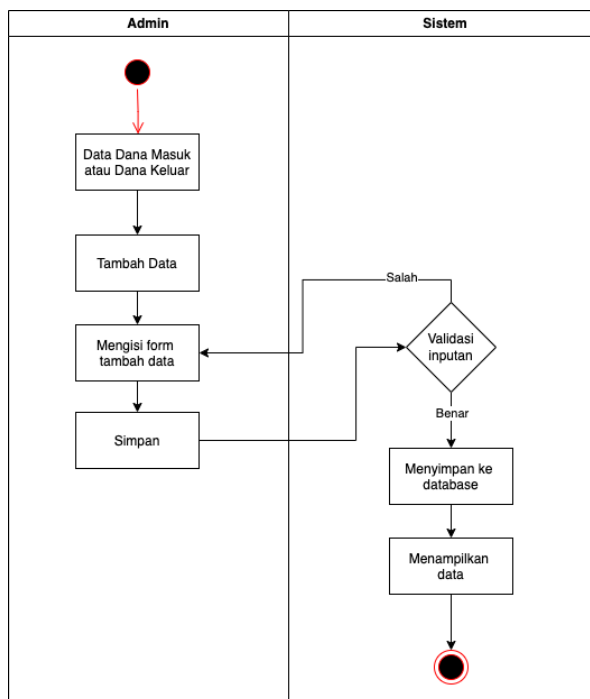 Admin
Sistem
Data Dana Masuk
atau Dana Keluar
Tambah Data
Mengisi form
tambah data
Simpan
Salah
Validasi
inputan
Benar
Menyimpan ke
database
Menampilkan
data